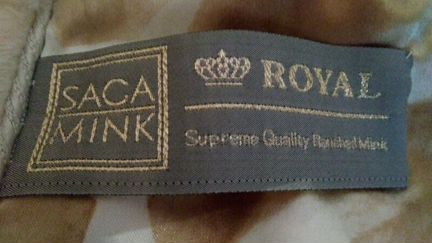 SAGA
MINK
ROYAL
Supreme Quality Ranched Mink